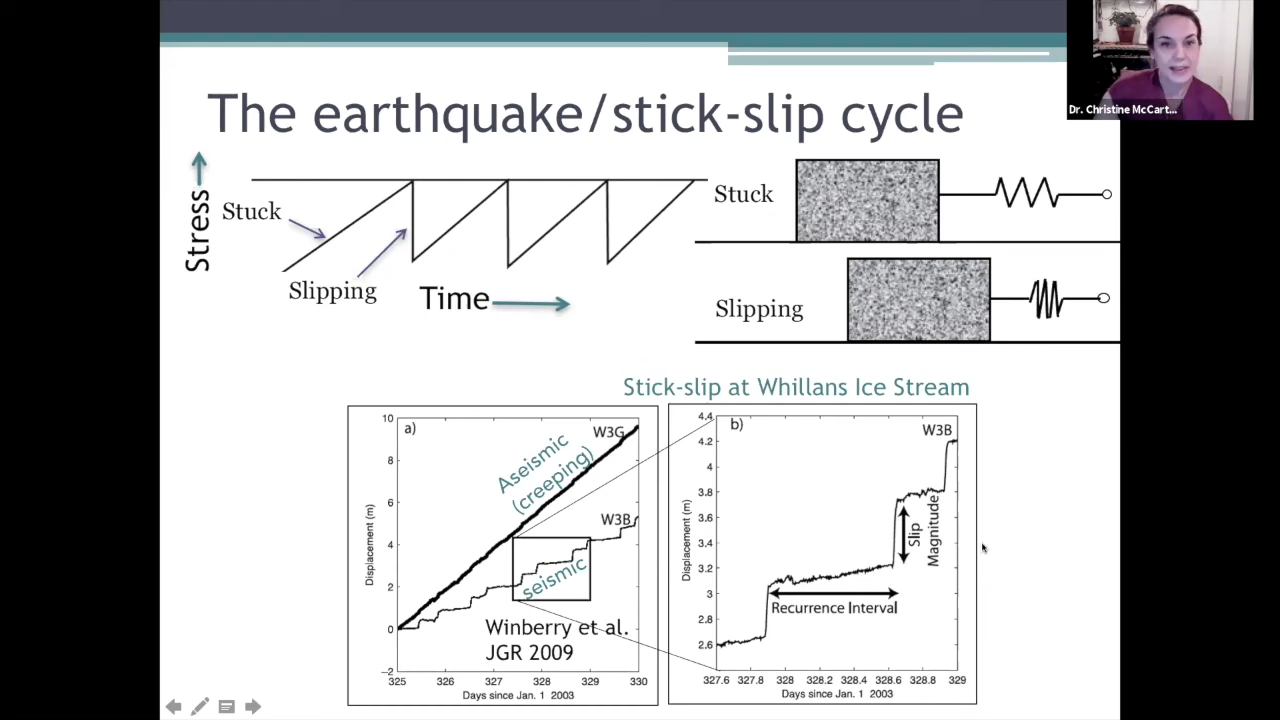 Dr. Christine McCart...
The earthquake/stick-slip cycle
Stress
Stuck
Slipping
Time
Stuck
Slipping
Stick-slip at Whillans Ice Stream
a)
10
8
6
4
2
0
−2
Displacement (m)
W3G
Aseismic
(creeping)
W3B
seismic
Winberry et al.
JGR 2009
325 326 327 328 329 330
Days since Jan. 1 2003
b)
4.4
4.2
4
3.8
3.6
3.4
3.2
3
2.8
2.6
Displacement (m)
W3B
Slip
Magnitude
Recurrence Interval
327.6 327.8 328 328.2 328.4 328.6 328.8 329
Days since Jan. 1 2003